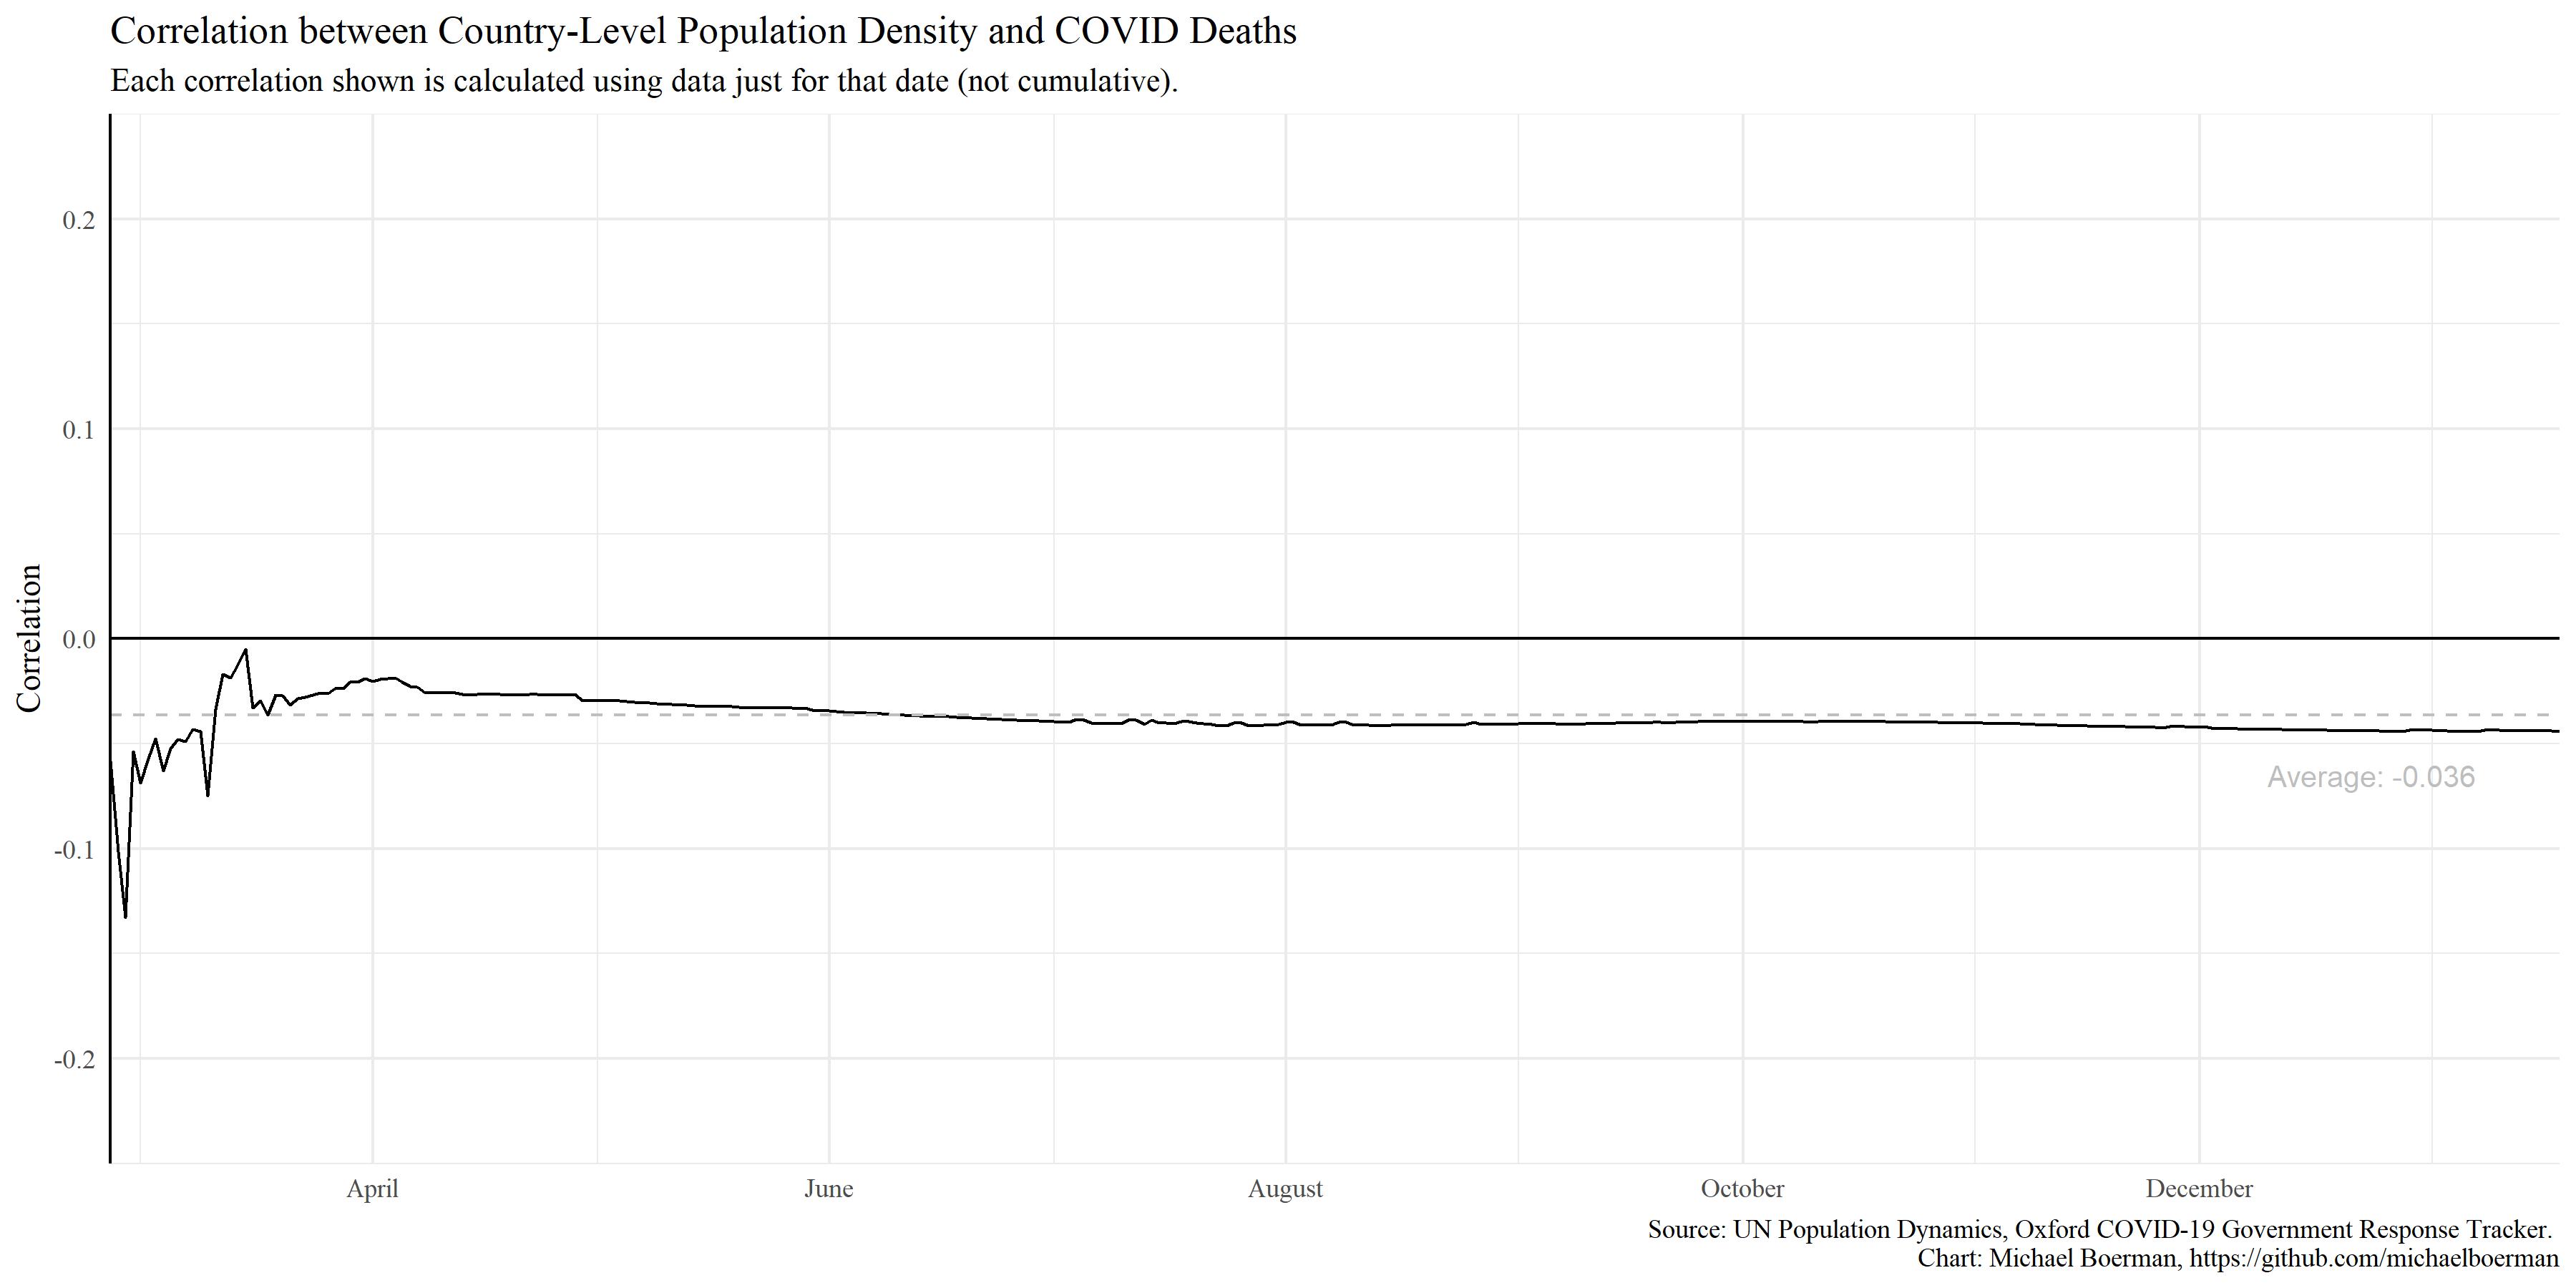 Correlation between Country-Level Population Density and COVID Deaths
Each correlation shown is calculated using data just for that date (not cumulative).
Correlation
0.2
0.1
0.0
-0.1
-0.2
Average: -0.036
April June August October December
Source: UN Population Dynamics, Oxford COVID-19 Government Response Tracker.
Chart: Michael Boerman, https://github.com/michaelboerman